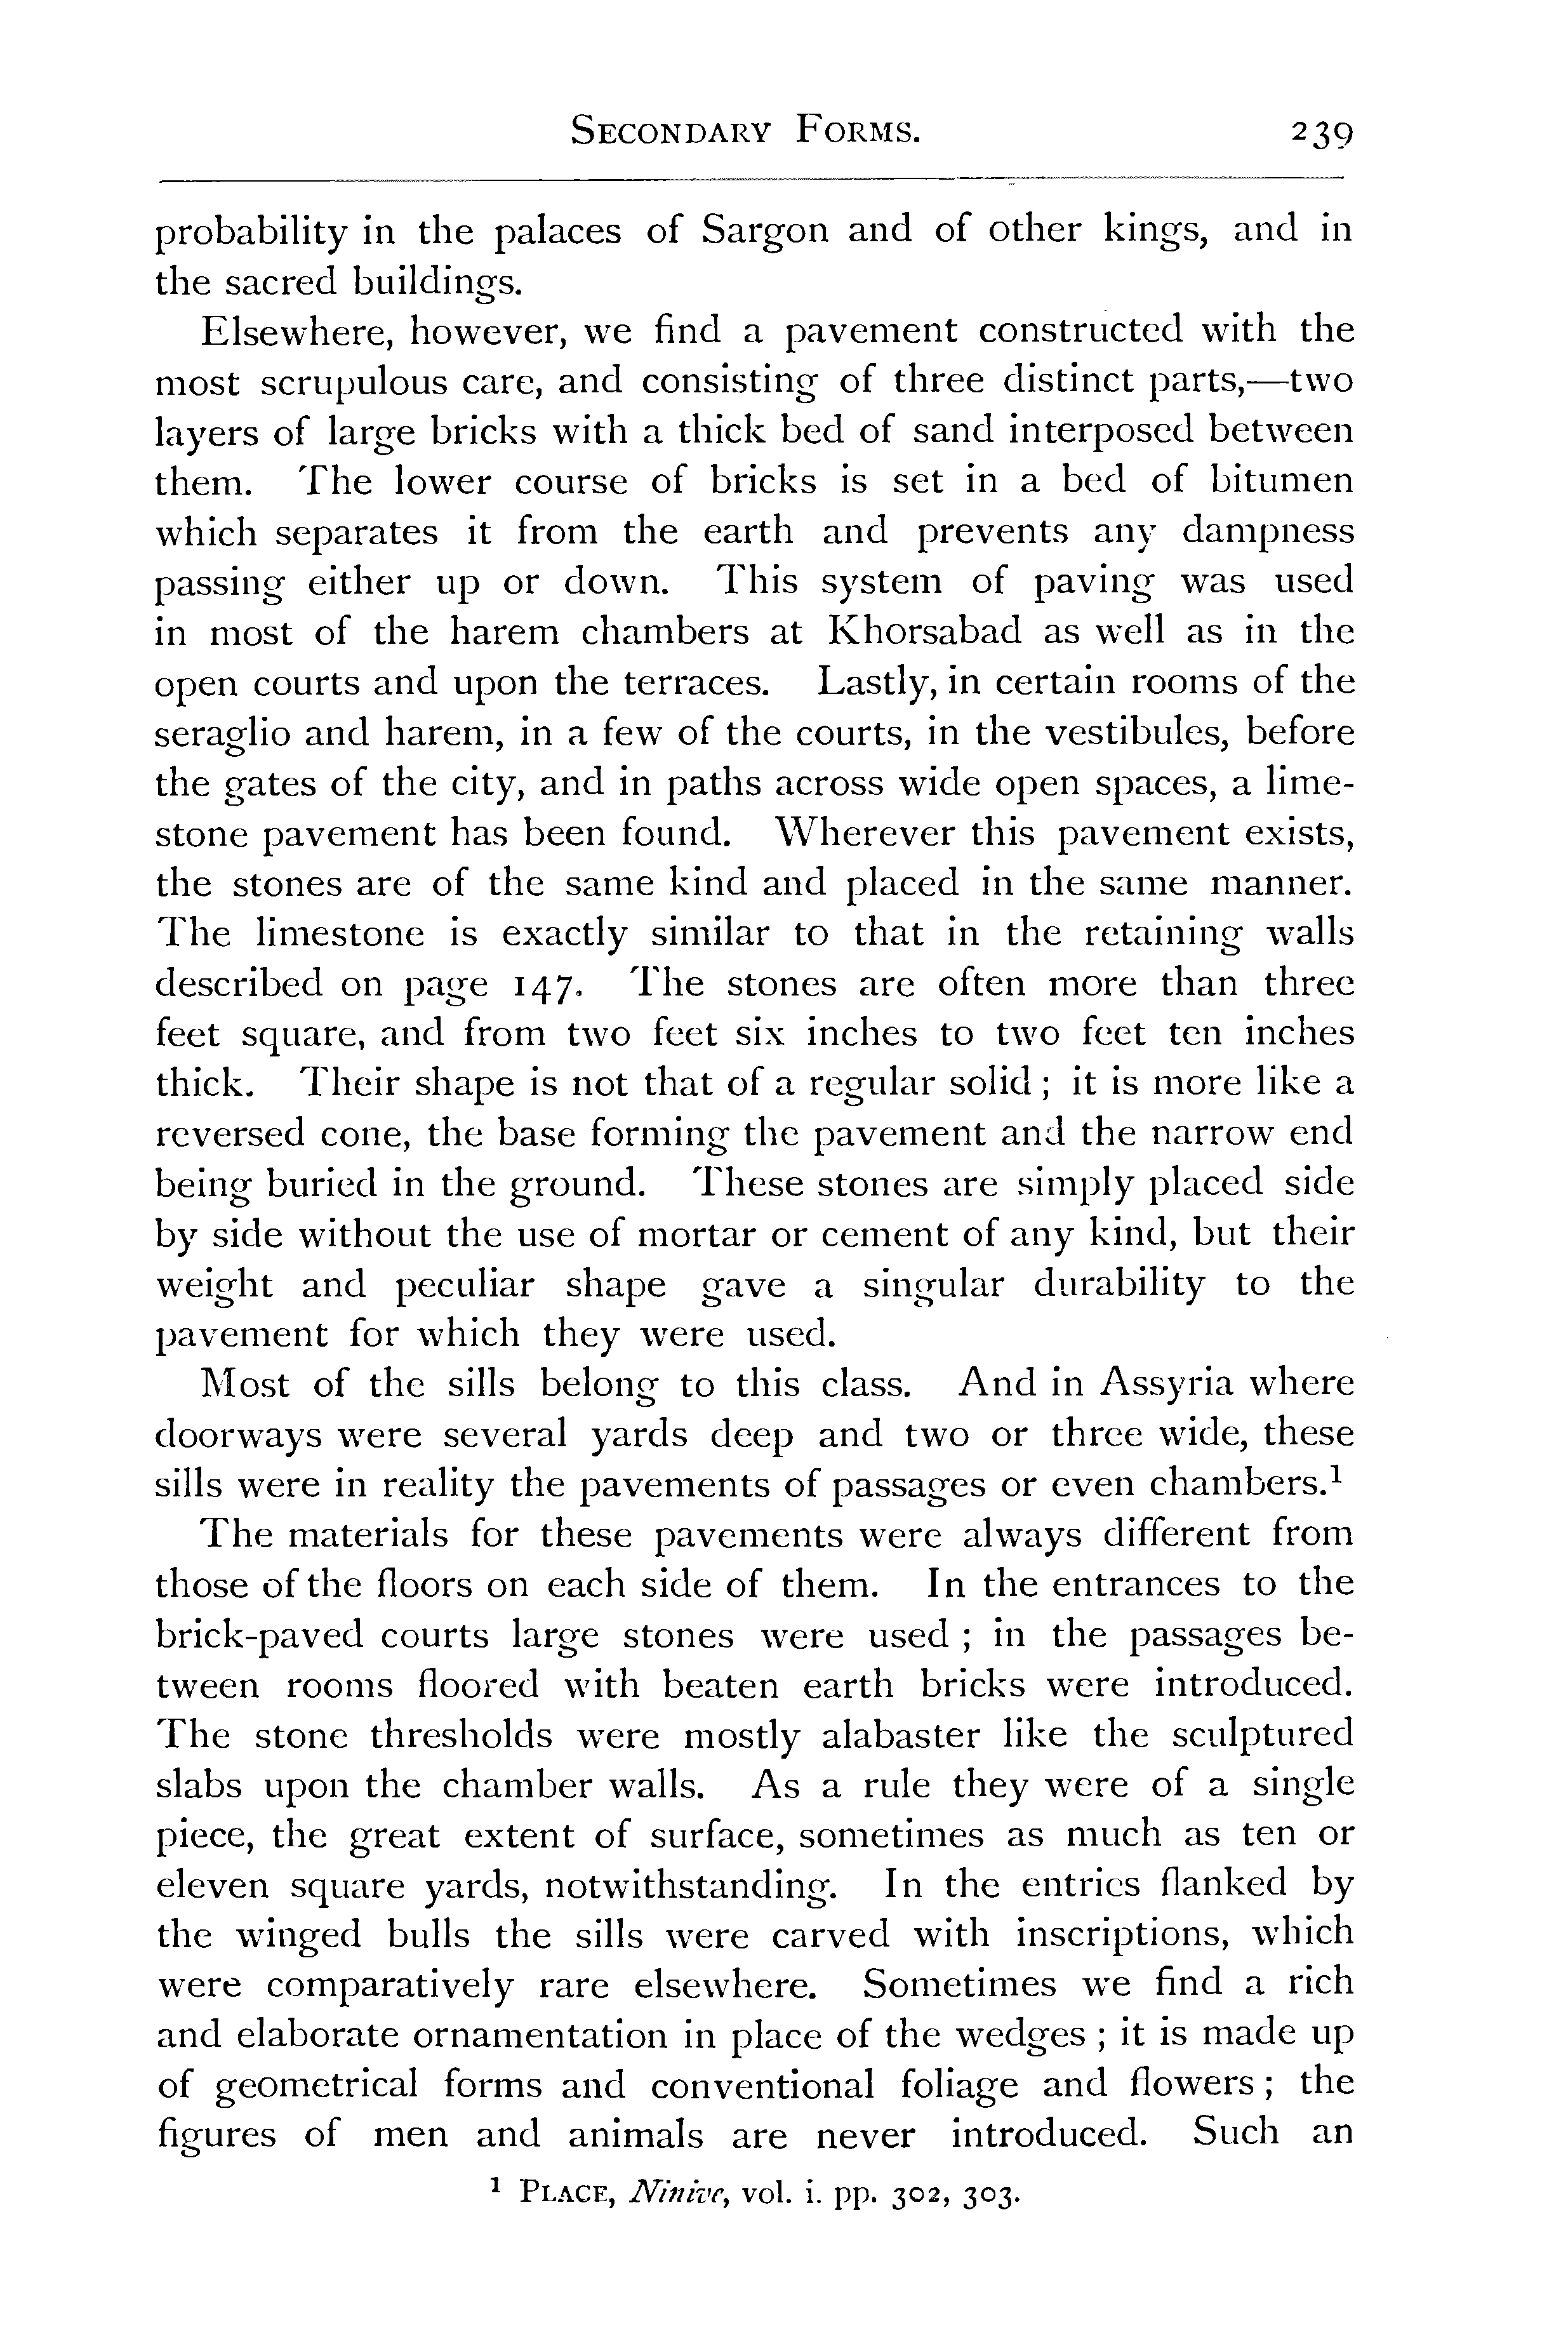 SECONDARY FORMS. 239
probability in the palaces of Sargon and of other kings, and in
the sacred buildings.
Elsewhere, however, we find a pavement constructed with the
most scrupulous care, and consisting of three distinct parts,—two
layers of large bricks with a thick bed of sand interposed between
them. The lower course of bricks is set in a bed of bitumen
which separates it from the earth and prevents any dampness
passing either up or down. This system of paving was used
in most of the harem chambers at Khorsabad as well as in the
open courts and upon the terraces. Lastly, in certain rooms of the
seraglio and harem, in a few of the courts, in the vestibules, before
the gates of the city, and in paths across wide open spaces, a lime-
stone pavement has been found. Wherever this pavement exists,
the stones are of the same kind and placed in the same manner.
The limestone is exactly similar to that in the retaining walls
described on page 147. The stones are often more than three
feet square, and from two feet six inches to two feet ten inches
thick. Their shape is not that of a regular solid ; it is more like a
reversed cone, the base forming the pavement and the narrow end
being buried in the ground. These stones are simply placed side
by side without the use of mortar or cement of any kind, but their
weight and peculiar shape gave a singular durability to the
pavement for which they were used.
Most of the sills belong to this class. And in Assyria where
doorways were several yards deep and two or three wide, these
sills were in reality the pavements of passages or even chambers.¹
The materials for these pavements were always different from
those of the floors on each side of them. In the entrances to the
brick-paved courts large stones were used ; in the passages be-
tween rooms floored with beaten earth bricks were introduced.
The stone thresholds were mostly alabaster like the sculptured
slabs upon the chamber walls. As a rule they were of a single
piece, the great extent of surface, sometimes as much as ten or
eleven square yards, notwithstanding. In the entries flanked by
the winged bulls the sills were carved with inscriptions, which
were comparatively rare elsewhere. Sometimes we find a rich
and elaborate ornamentation in place of the wedges ; it is made up
of geometrical forms and conventional foliage and flowers ; the
figures of men and animals are never introduced. Such an
¹ PLACE, Ninive, vol. i. pp. 302, 303.